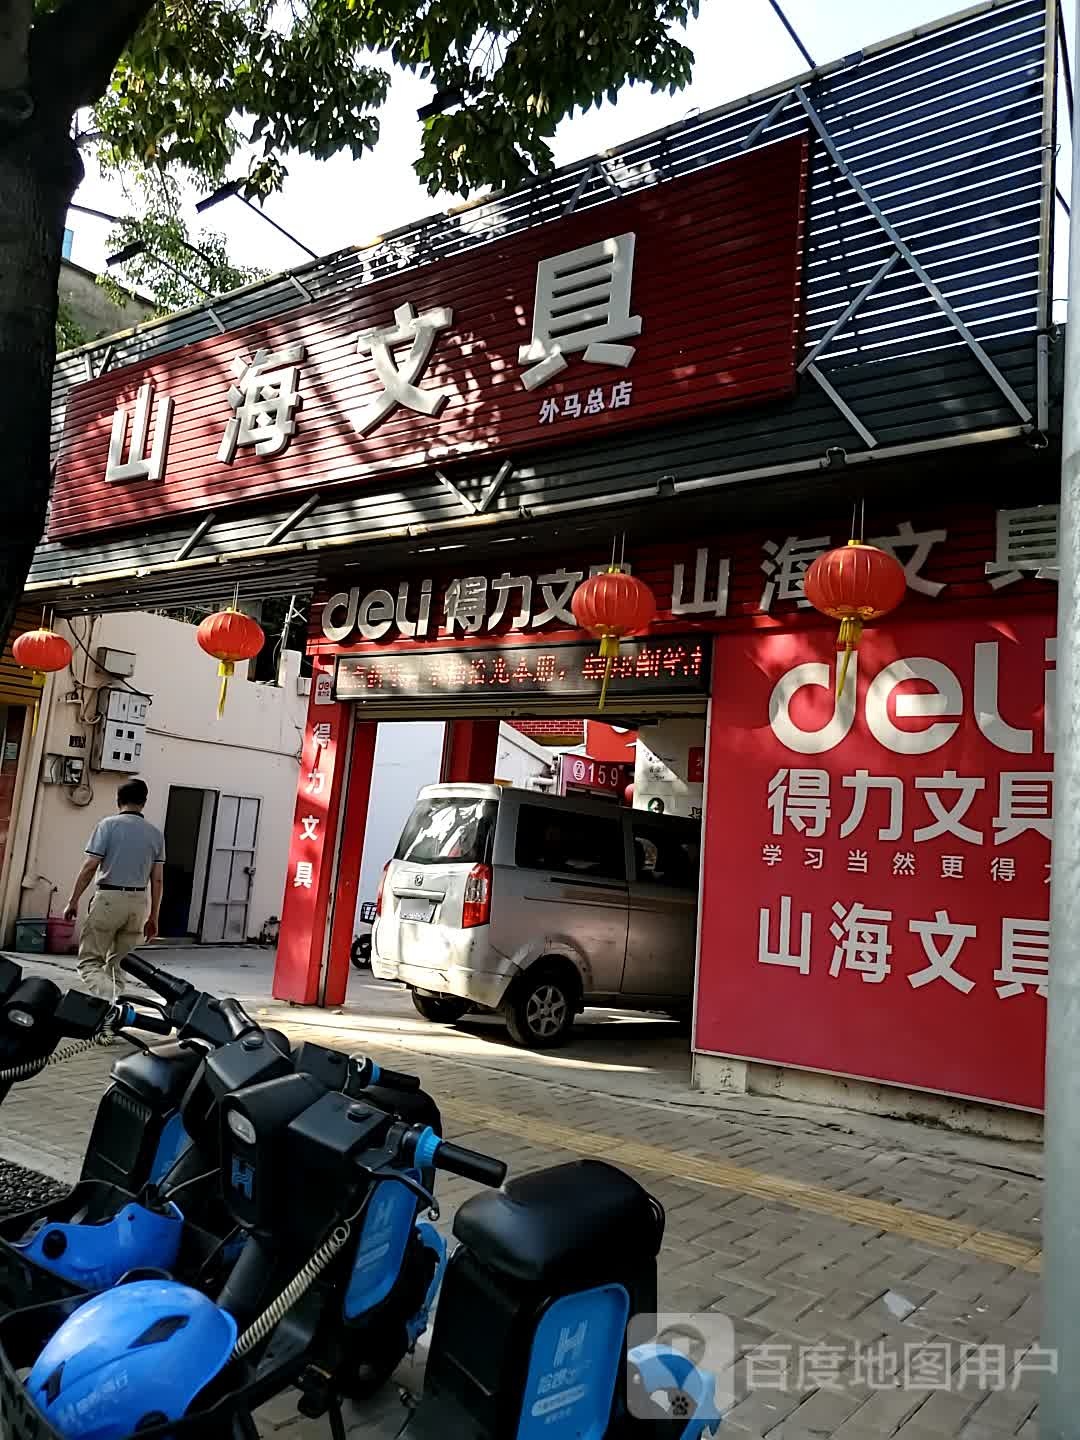 山海文具
外马总店
deli 得力文具 山海文具
deli
得力文具
159
deli
得力文具
学习当然更得
山海文具
H
H
百度地图用户